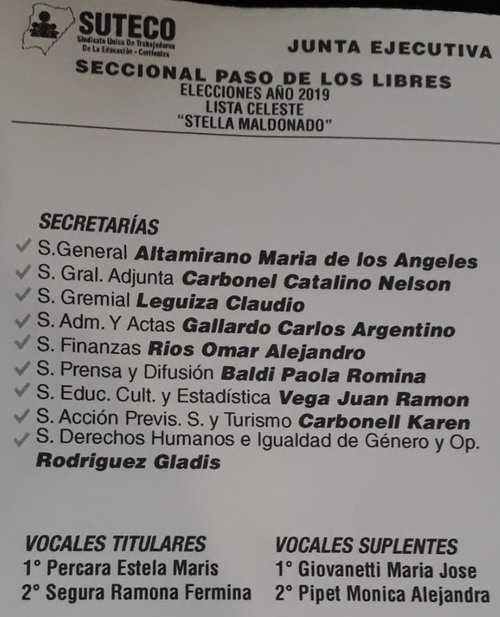 SUTECO
Sindicato Unico De Trabajadores
De La Educación - Corrientes
JUNTA EJECUTIVA
SECCIONAL PASO DE LOS LIBRES
ELECCIONES AÑO 2019
LISTA CELESTE
"STELLA MALDONADO"
SECRETARÍAS
S.General Altamirano Maria de los Angeles
S. Gral. Adjunta Carbonel Catalino Nelson
S. Gremial Leguiza Claudio
S. Adm. Y Actas Gallardo Carlos Argentino
S. Finanzas Rios Omar Alejandro
S. Prensa y Difusión Baldi Paola Romina
S. Educ. Cult. y Estadística Vega Juan Ramon
S. Acción Previs. S. y Turismo Carbonell Karen
S. Derechos Humanos e Igualdad de Género y Op.
Rodriguez Gladis
VOCALES TITULARES
1° Percara Estela Maris
2° Segura Ramona Fermina
VOCALES SUPLENTES
1° Giovanetti Maria Jose
2° Pipet Monica Alejandra